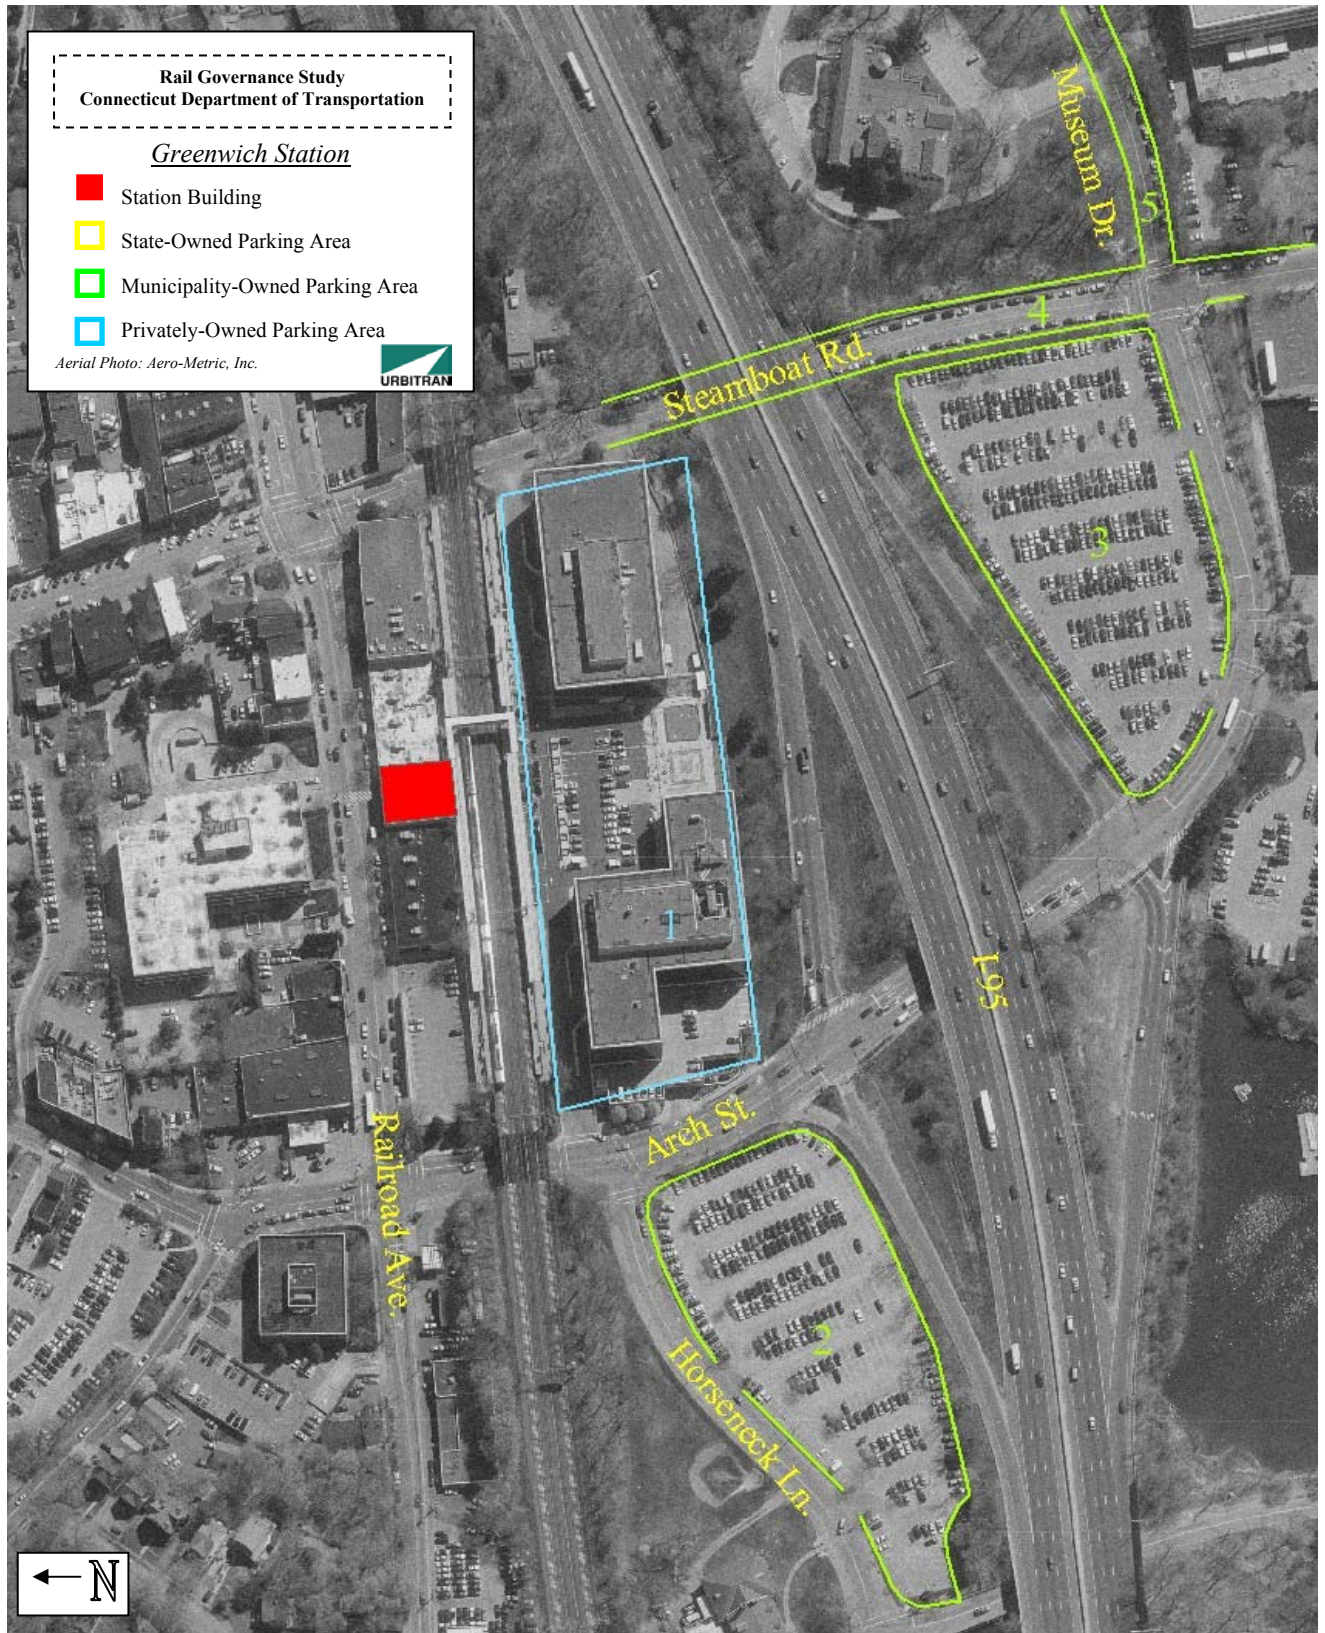 Rail Governance Study
Connecticut Department of Transportation
Greenwich Station
Station Building
State-Owned Parking Area
Municipality-Owned Parking Area
Privately-Owned Parking Area
Aerial Photo: Aero-Metric, Inc.
URBITRAN
Museum Dr.
5
4
Steamboat Rd.
3
1
I-95
Arch St.
Railroad Ave.
2
Horseneck Ln.
N